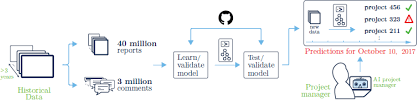 >3
years
Historical Data
40 million
reports
3 million
comments
Learn/
validate
model
Test/
validate
model
new
data
project 456
project 323
project 211
Predictions for October 10, 2017
Project
manager
AI project
manager